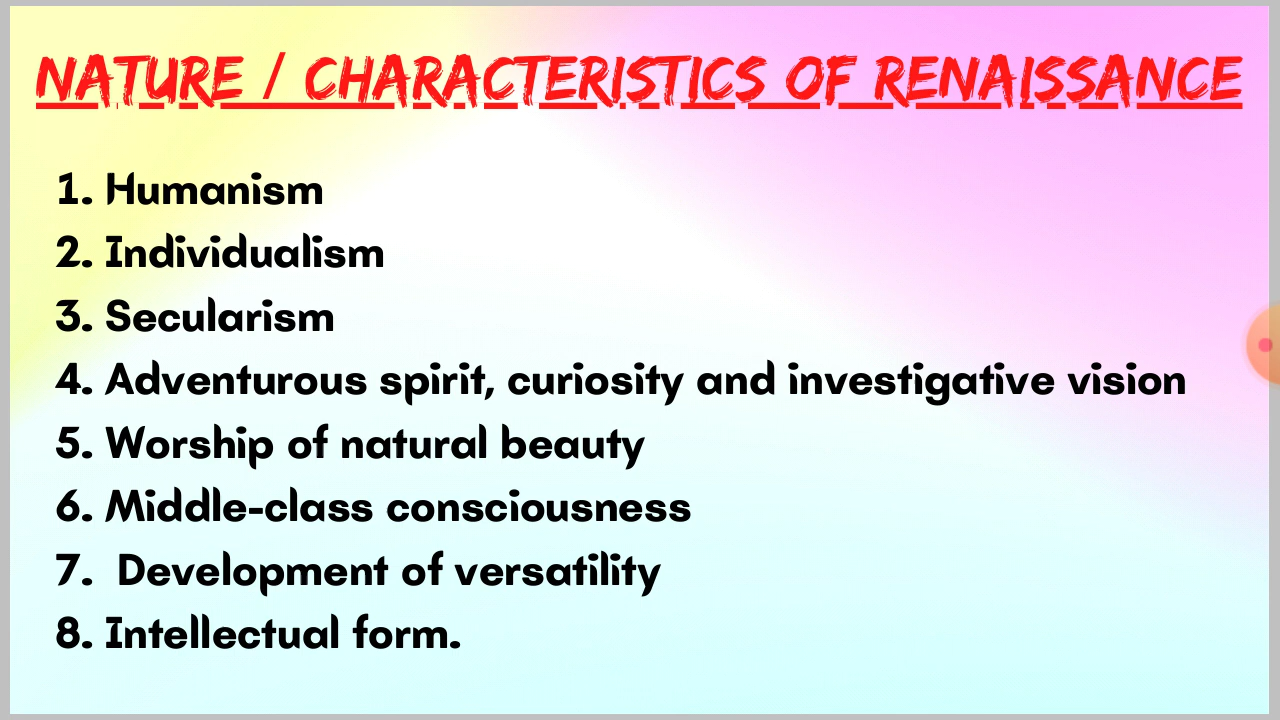 NATURE / CHARACTERISTICS OF RENAISSANCE
1. Humanism
2. Individualism
3. Secularism
4. Adventurous spirit, curiosity and investigative vision
5. Worship of natural beauty
6. Middle-class consciousness
7. Development of versatility
8. Intellectual form.